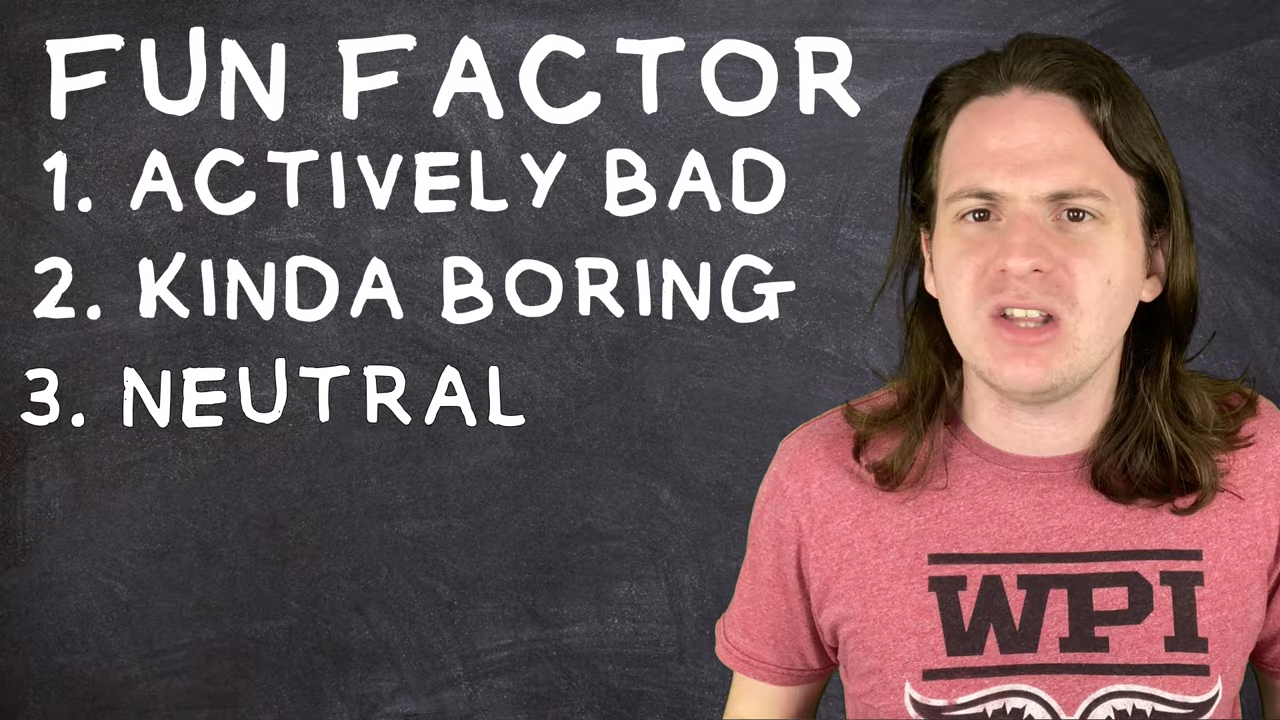 FUN FACTOR
1. ACTIVELY BAD
2. KINDA BORING
3. NEUTRAL
WPI